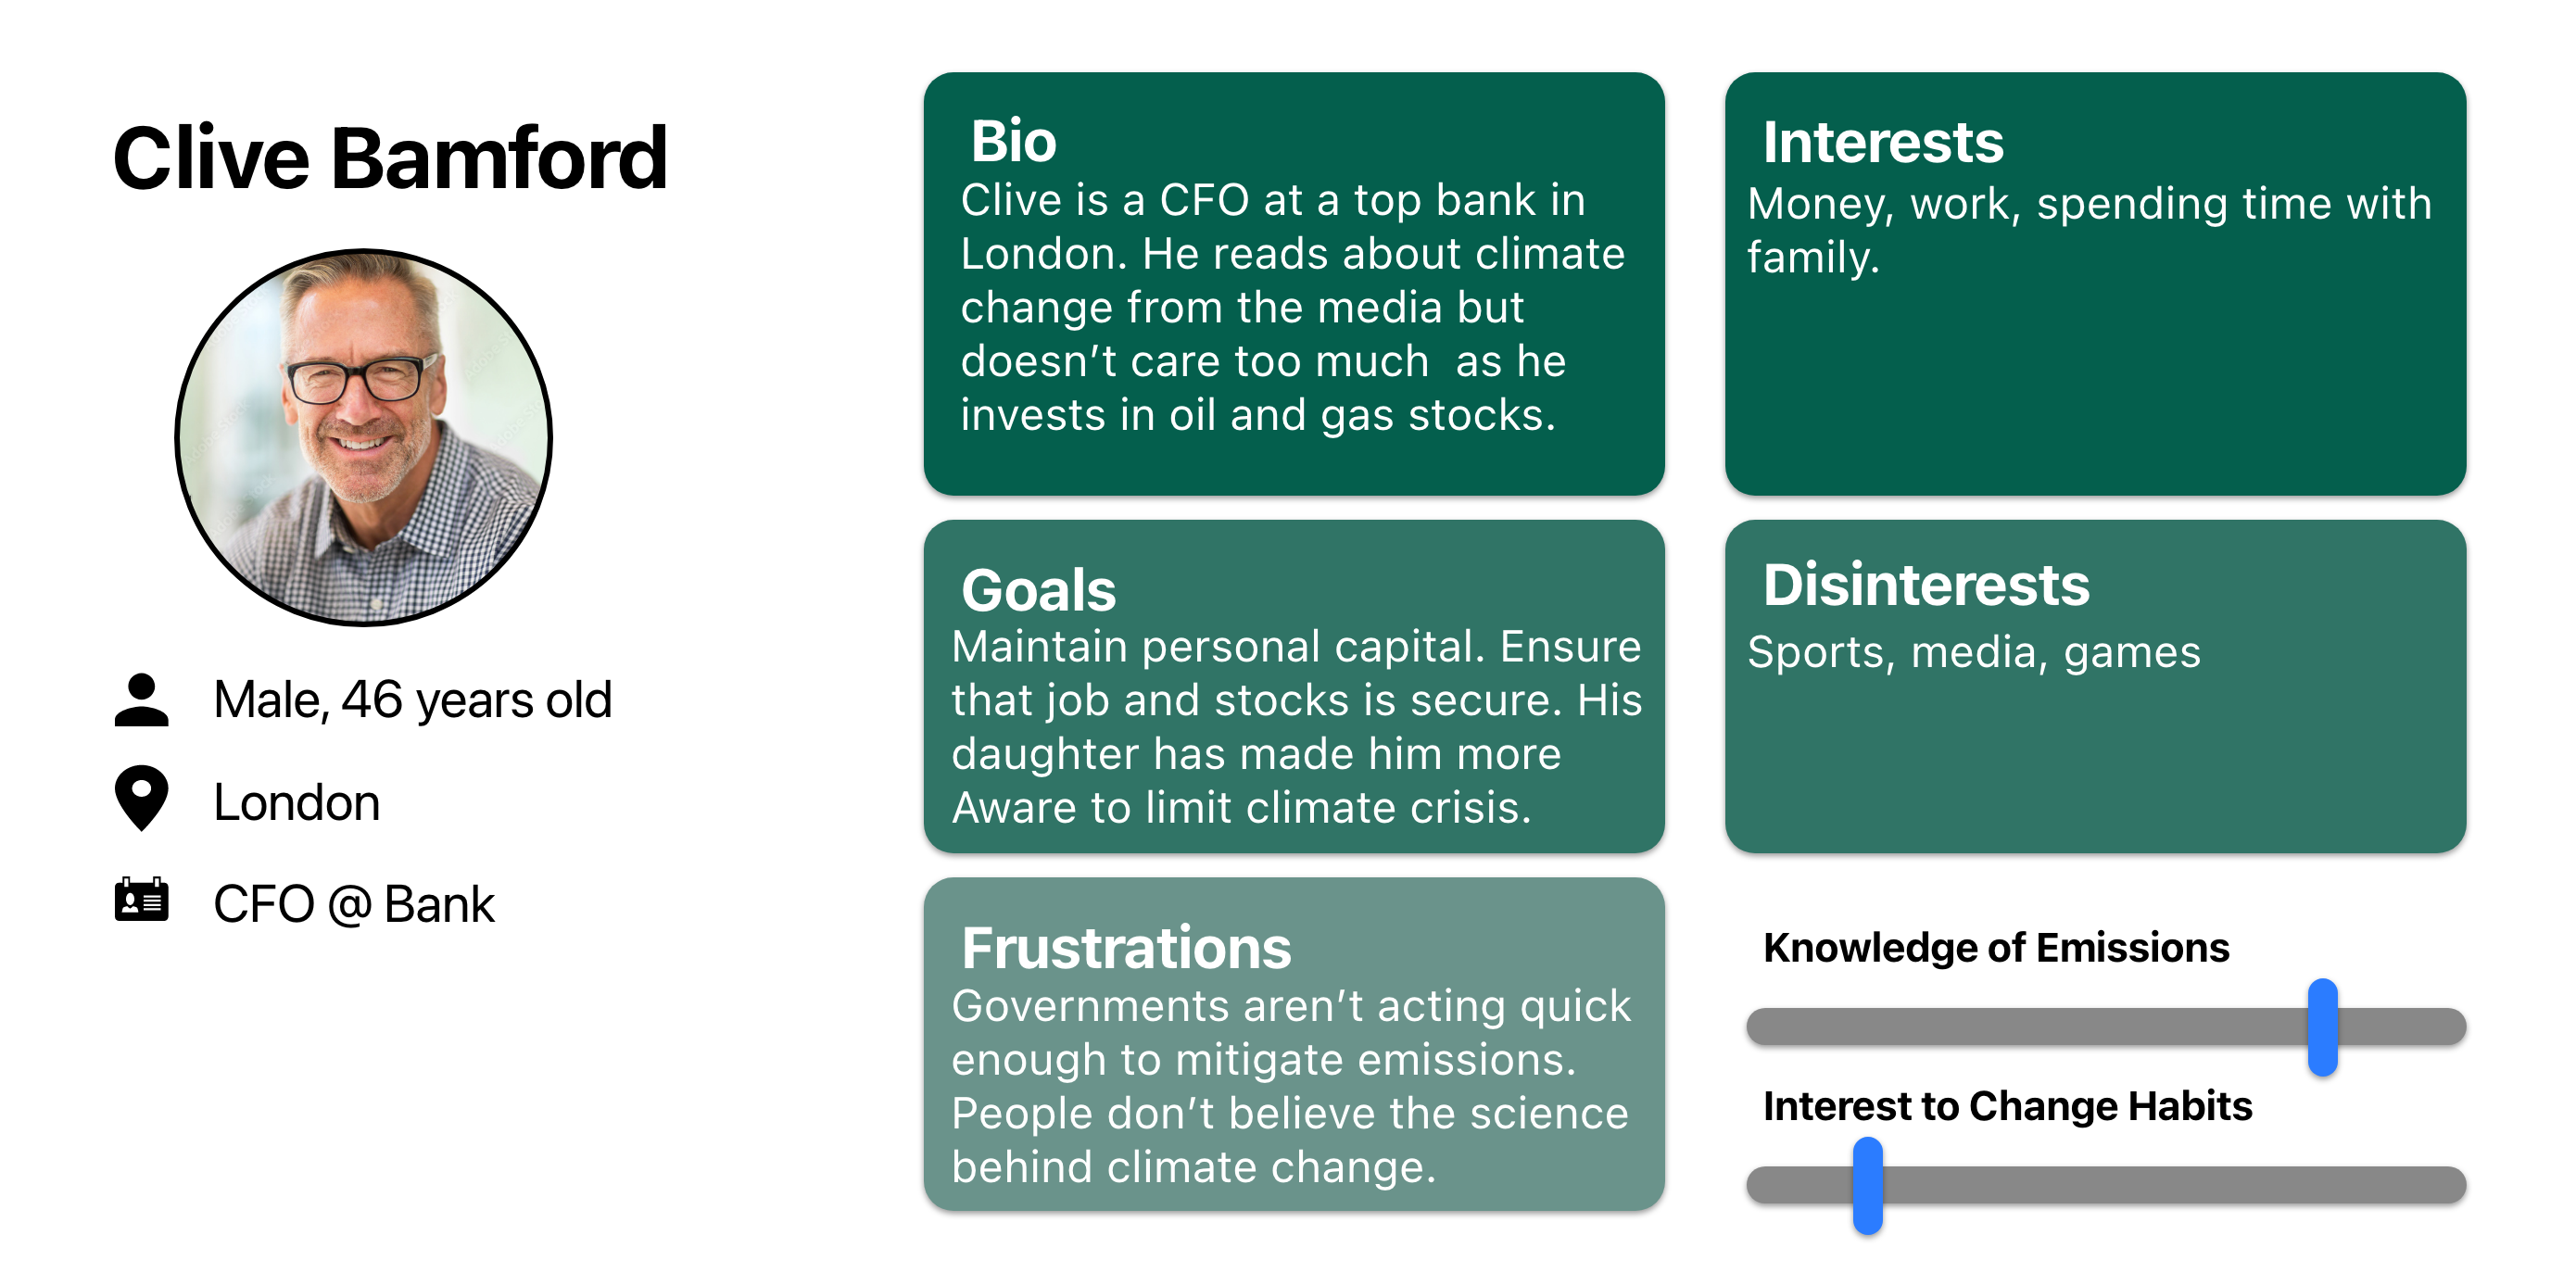 Clive Bamford
Male, 46 years old
London
CFO @ Bank
Bio
Clive is a CFO at a top bank in
London. He reads about climate
change from the media but
doesn’t care too much  as he
invests in oil and gas stocks.
Goals
Maintain personal capital. Ensure
that job and stocks is secure. His
daughter has made him more
Aware to limit climate crisis.
Frustrations
Governments aren’t acting quick
enough to mitigate emissions.
People don’t believe the science
behind climate change.
Interests
Money, work, spending time with
family.
Disinterests
Sports, media, games
Knowledge of Emissions
Interest to Change Habits